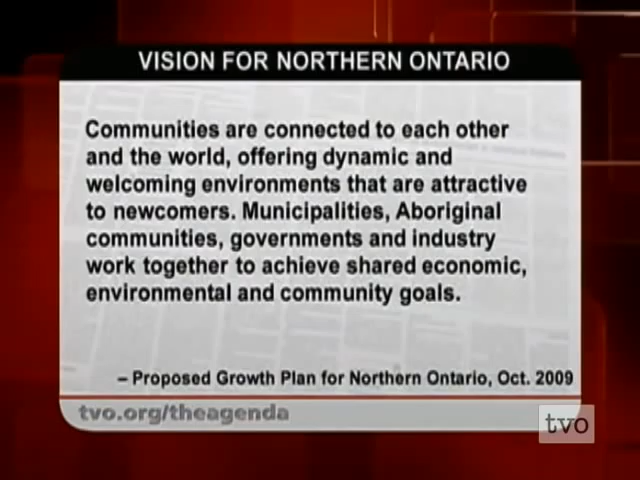 VISION FOR NORTHERN ONTARIO
Communities are connected to each other
and the world, offering dynamic and
welcoming environments that are attractive
to newcomers. Municipalities, Aboriginal
communities, governments and industry
work together to achieve shared economic,
environmental and community goals.
– Proposed Growth Plan for Northern Ontario, Oct. 2009
tvo.org/theagenda
tvo